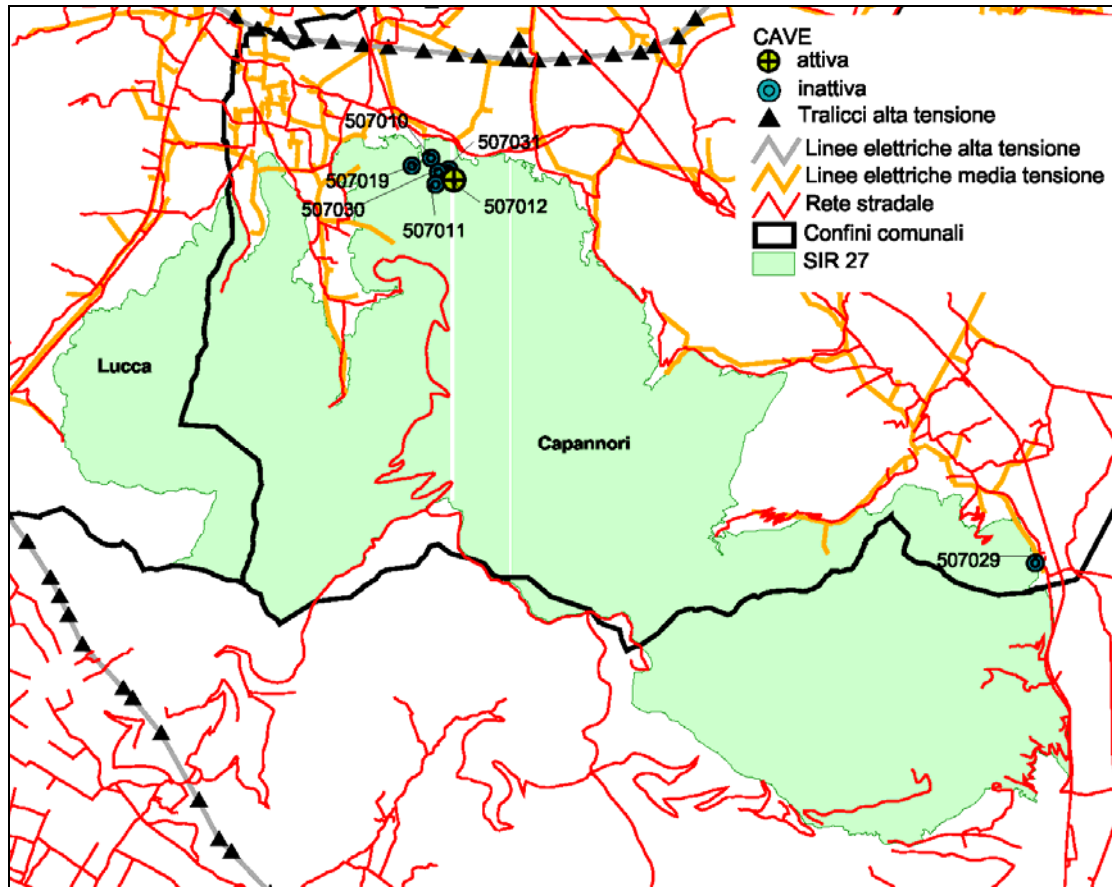 CAVE
attiva
inattiva
Tralicci alta tensione
Linee elettriche alta tensione
Linee elettriche media tensione
Rete stradale
Confini comunali
SIR 27
507010
507031
507019
507030
507012
507011
Lucca
Capannori
507029